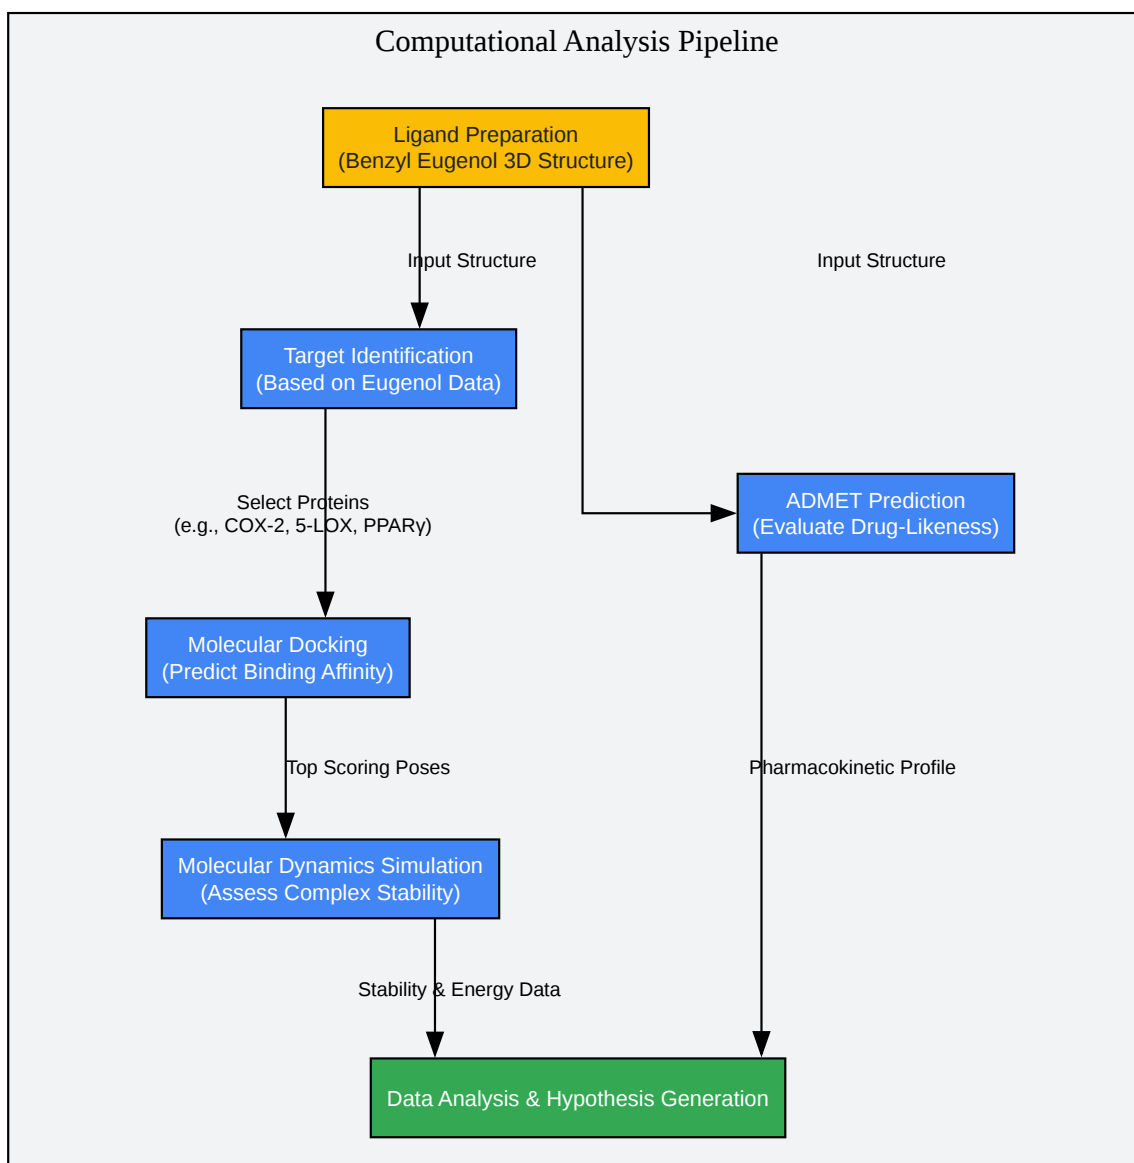 Computational Analysis Pipeline
Ligand Preparation
(Benzyl Eugenol 3D Structure)
Input Structure
Input Structure
Target Identification
(Based on Eugenol Data)
Select Proteins
(e.g., COX-2, 5-LOX, PPARγ)
ADMET Prediction
(Evaluate Drug-Likeness)
Molecular Docking
(Predict Binding Affinity)
Top Scoring Poses
Pharmacokinetic Profile
Molecular Dynamics Simulation
(Assess Complex Stability)
Stability & Energy Data
Data Analysis & Hypothesis Generation